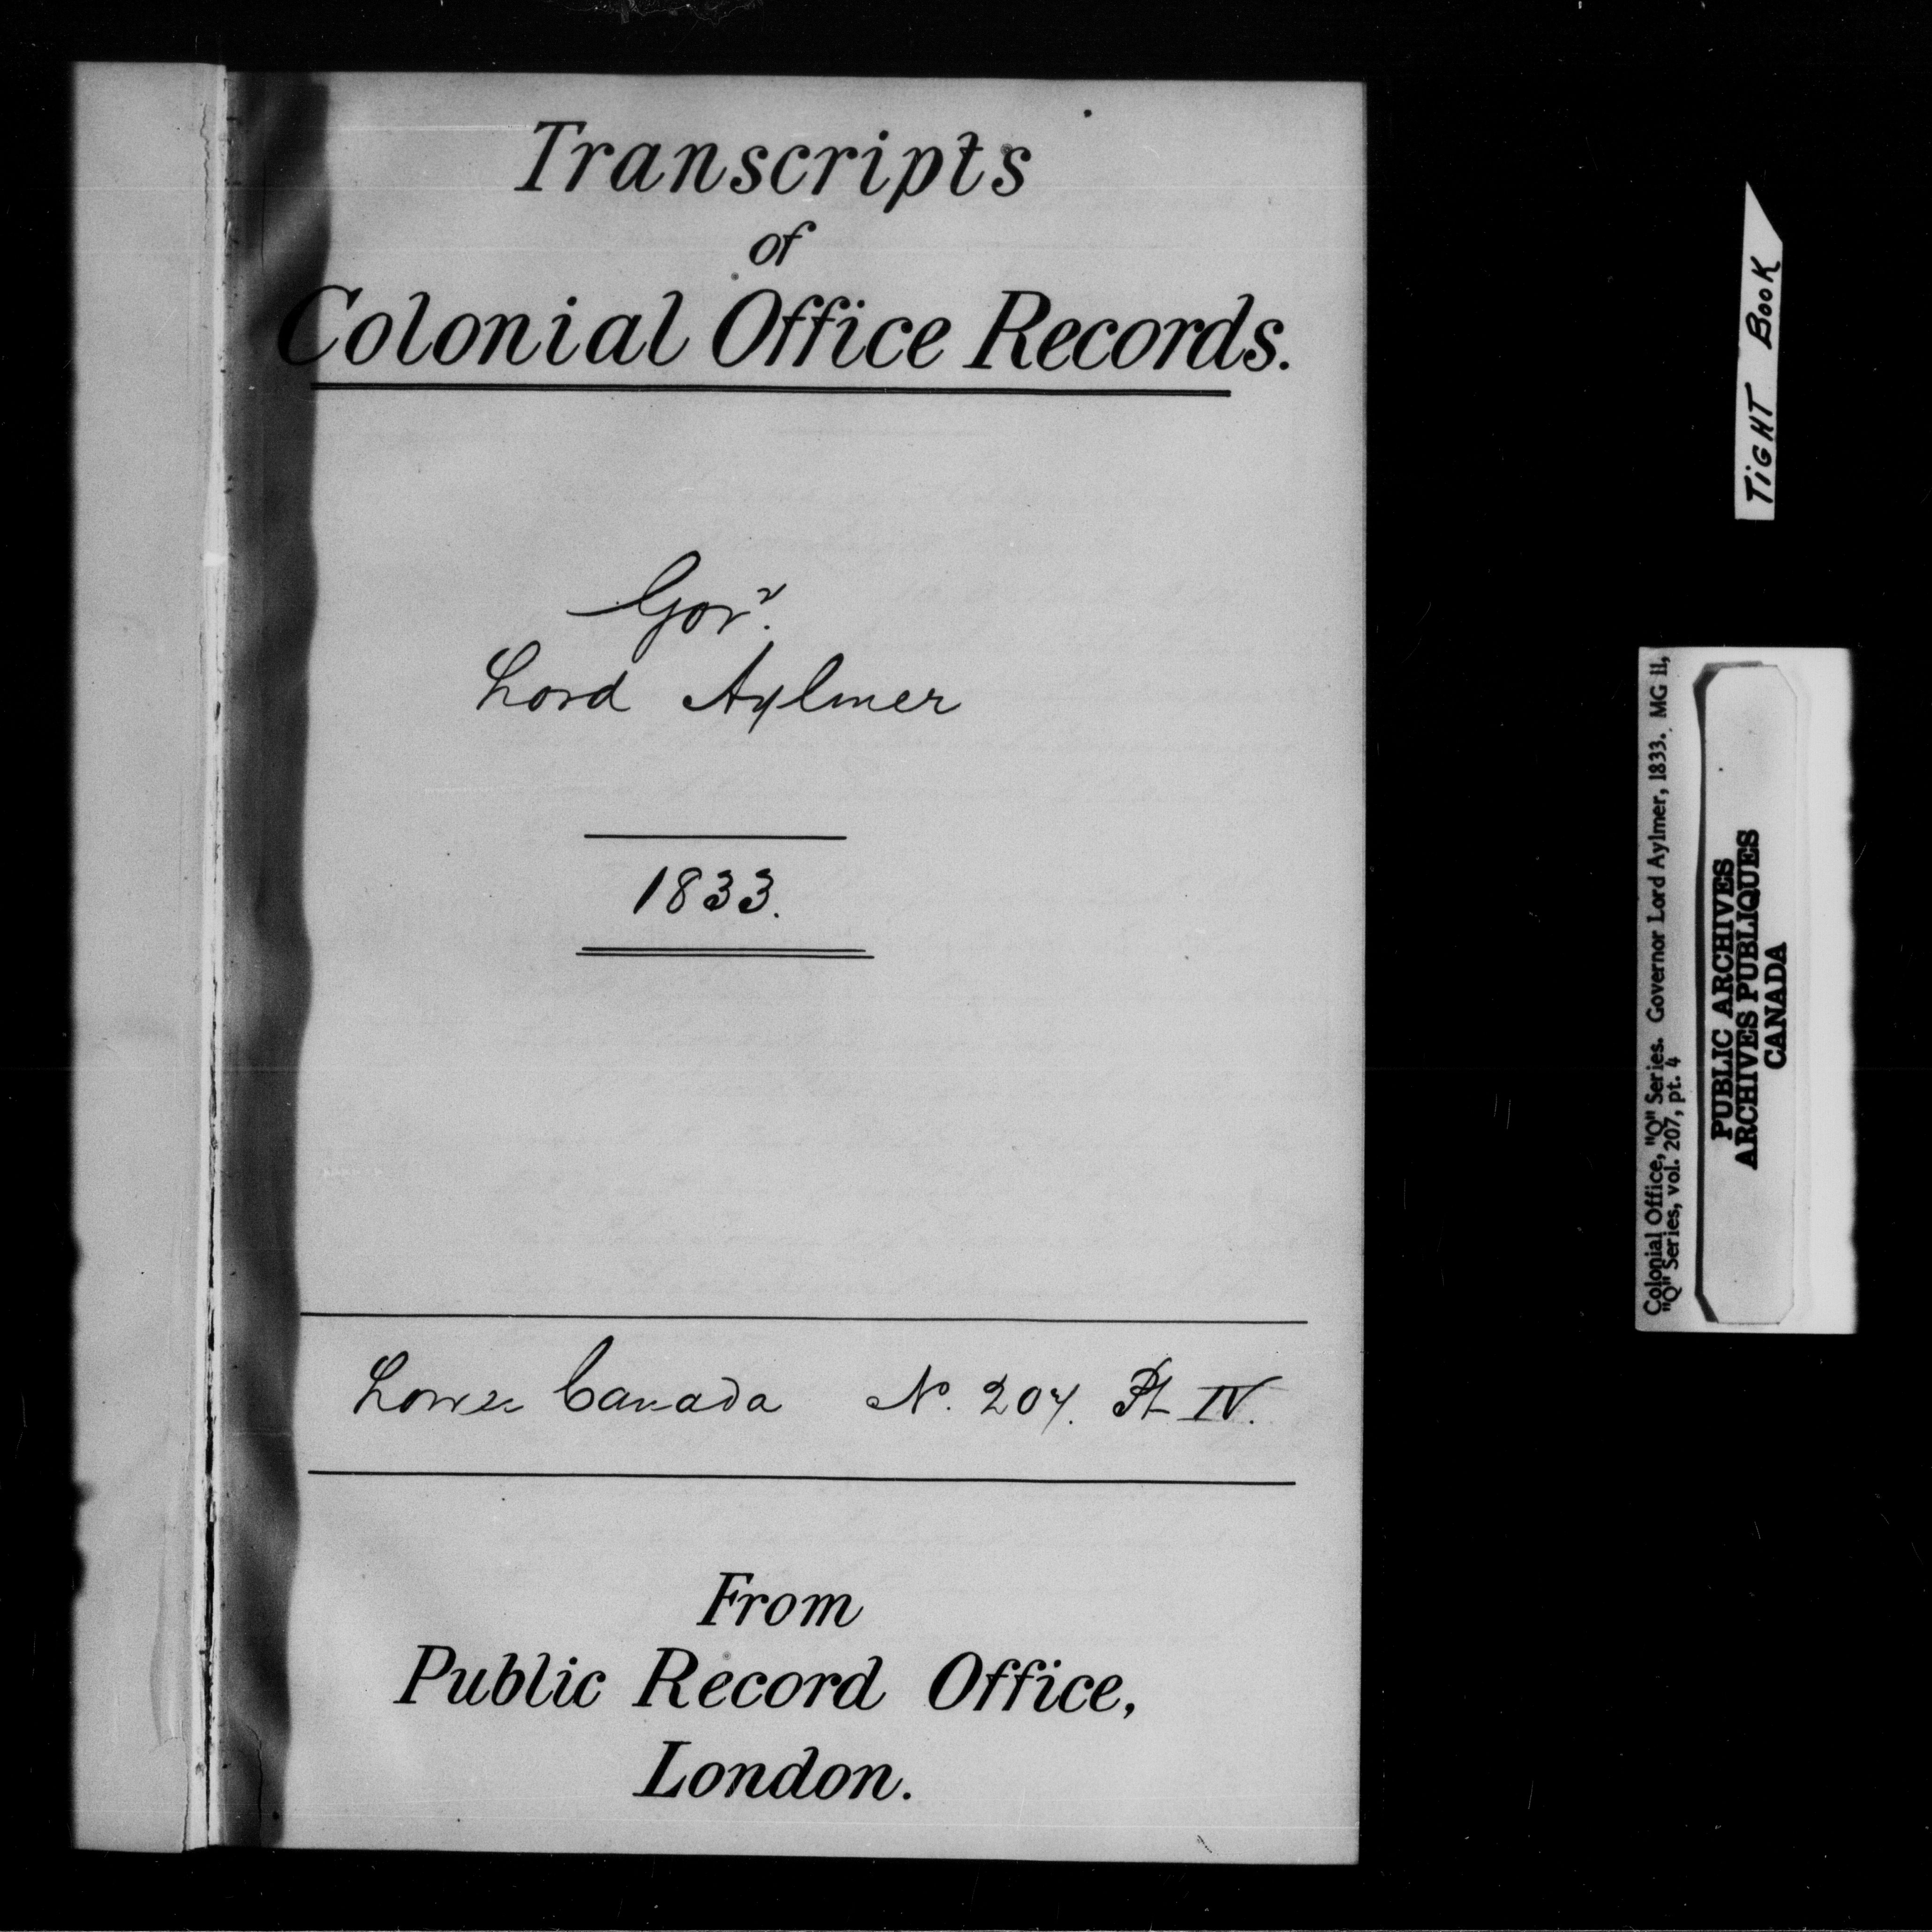 Transcripts
of
Colonial Office Records.
Govr.
Lord Aylmer
1833.
Lower Canada No. 207. Pt IV.
From
Public Record Office,
London.
TIGHT BOOK
Colonial Office, "Q" Series. Governor Lord Aylmer, 1833. MG 11,
"Q" Series, vol. 207, pt. 4
PUBLIC ARCHIVES
ARCHIVES PUBLIQUES
CANADA